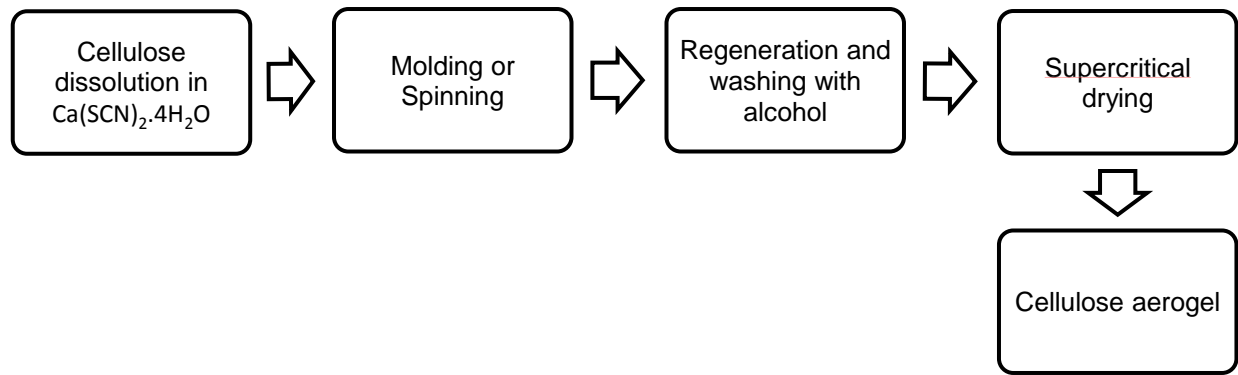 Cellulose
dissolution in
Ca(SCN)₂.4H₂O
Molding or
Spinning
Regeneration and
washing with
alcohol
Supercritical
drying
Cellulose aerogel